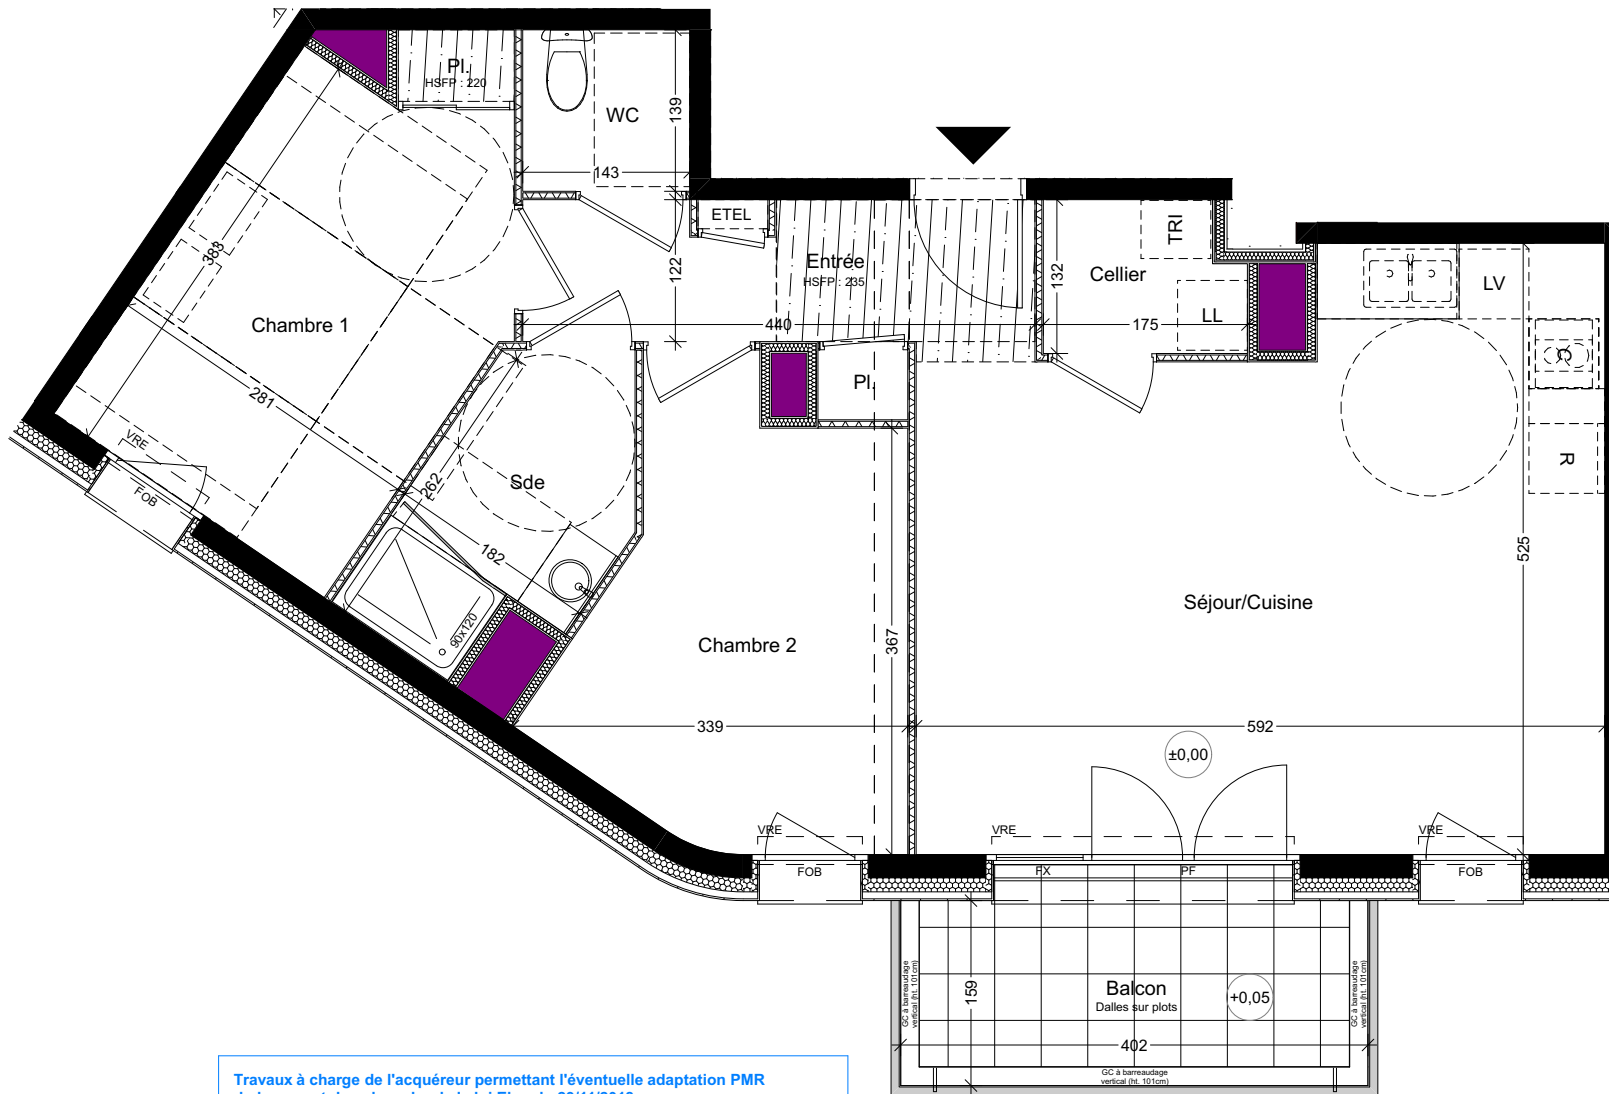 Pl.
HSFP : 220
WC
139
143
ETEL
122
Entrée
HSFP : 235
440
132
TRI
Cellier
LL
175
LV
C
R
383
Chambre 1
281
VRE
FOB
Pl.
Sde
262
182
90x120
Chambre 2
367
339
Séjour/Cuisine
525
592
±0,00
VRE
FOB
VRE
FX
PF
VRE
FOB
Balcon
Dalles sur plots
+0,05
159
402
GC à barreaudage
vertical (ht. 101cm)
GC à barreaudage
vertical (ht. 101cm)
GC à barreaudage
vertical (ht. 101cm)
Travaux à charge de l'acquéreur permettant l'éventuelle adaptation PMR